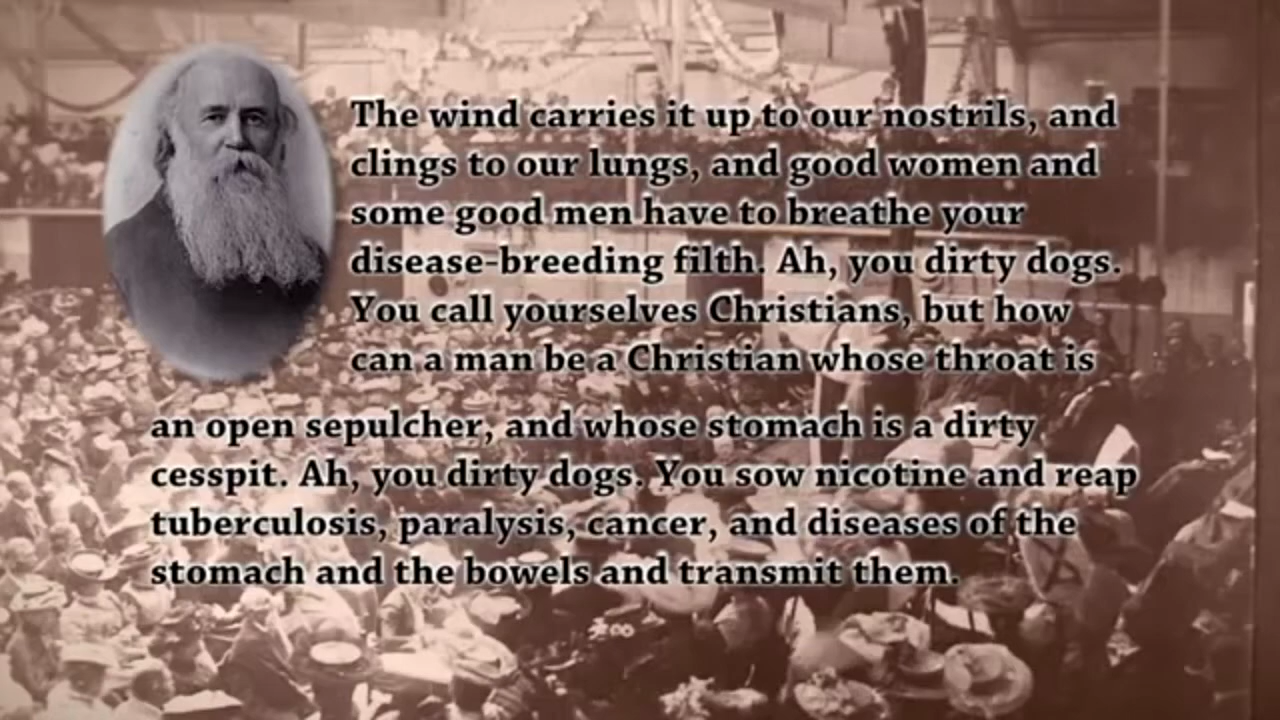 The wind carries it up to our nostrils, and
clings to our lungs, and good women and
some good men have to breathe your
disease-breeding filth. Ah, you dirty dogs.
You call yourselves Christians, but how
can a man be a Christian whose throat is
an open sepulcher, and whose stomach is a dirty
cesspit. Ah, you dirty dogs. You sow nicotine and reap
tuberculosis, paralysis, cancer, and diseases of the
stomach and the bowels and transmit them.